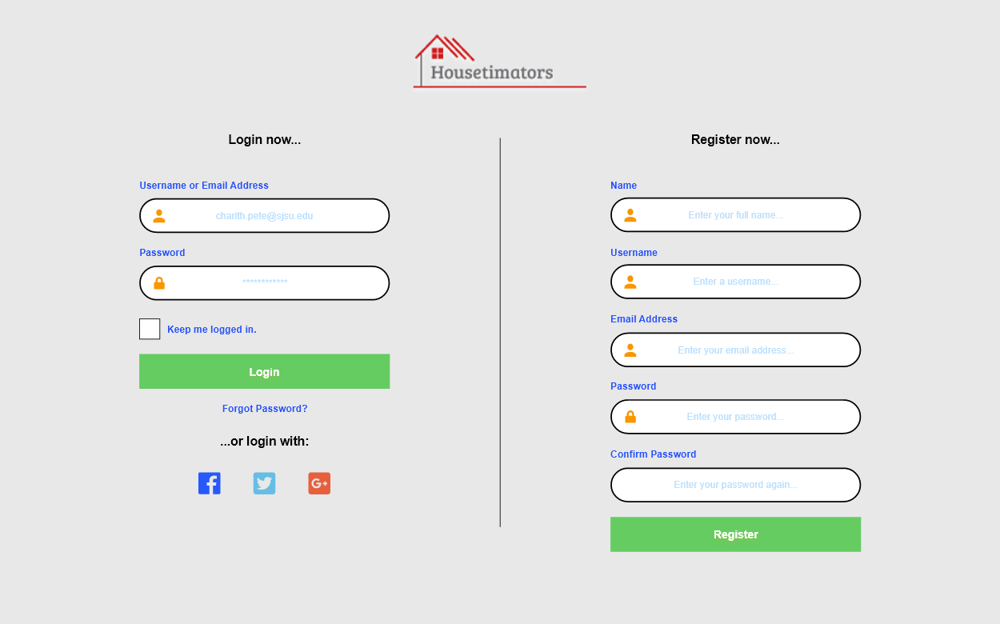 Housetimators
Login now...
Username or Email Address
charith.pete@sjsu.edu
Password
************
Keep me logged in.
Login
Forgot Password?
...or login with:
Register now...
Name
Enter your full name...
Username
Enter a username...
Email Address
Enter your email address...
Password
Enter your password...
Confirm Password
Enter your password again...
Register